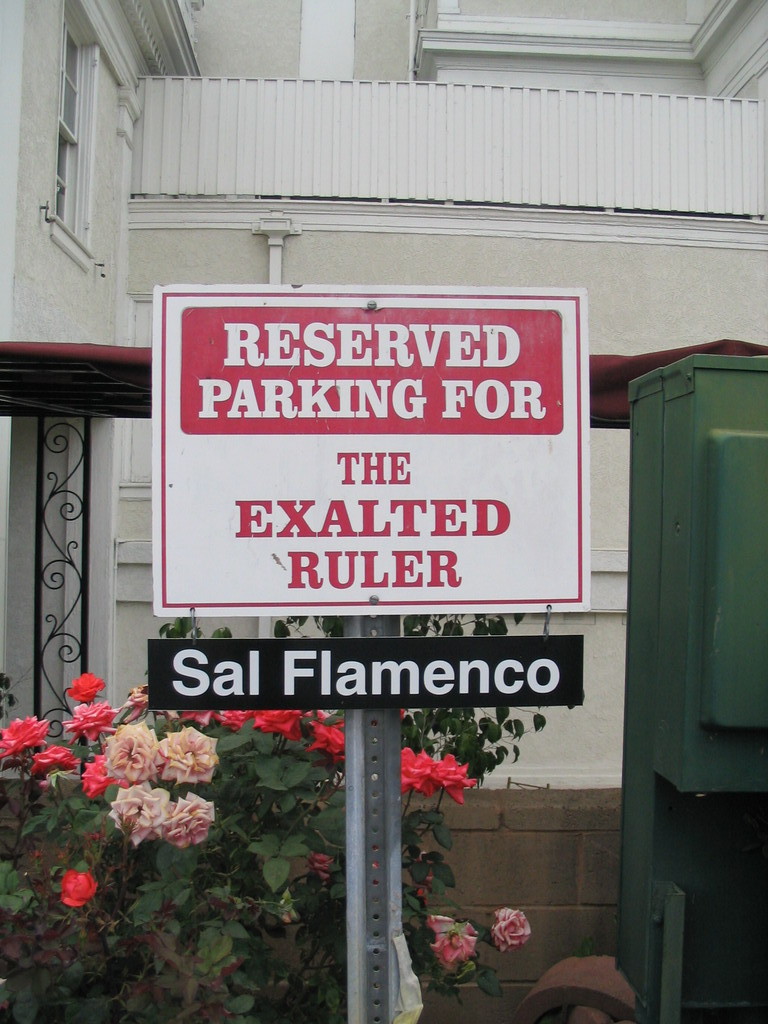 RESERVED
PARKING FOR
THE
EXALTED
RULER
Sal Flamenco